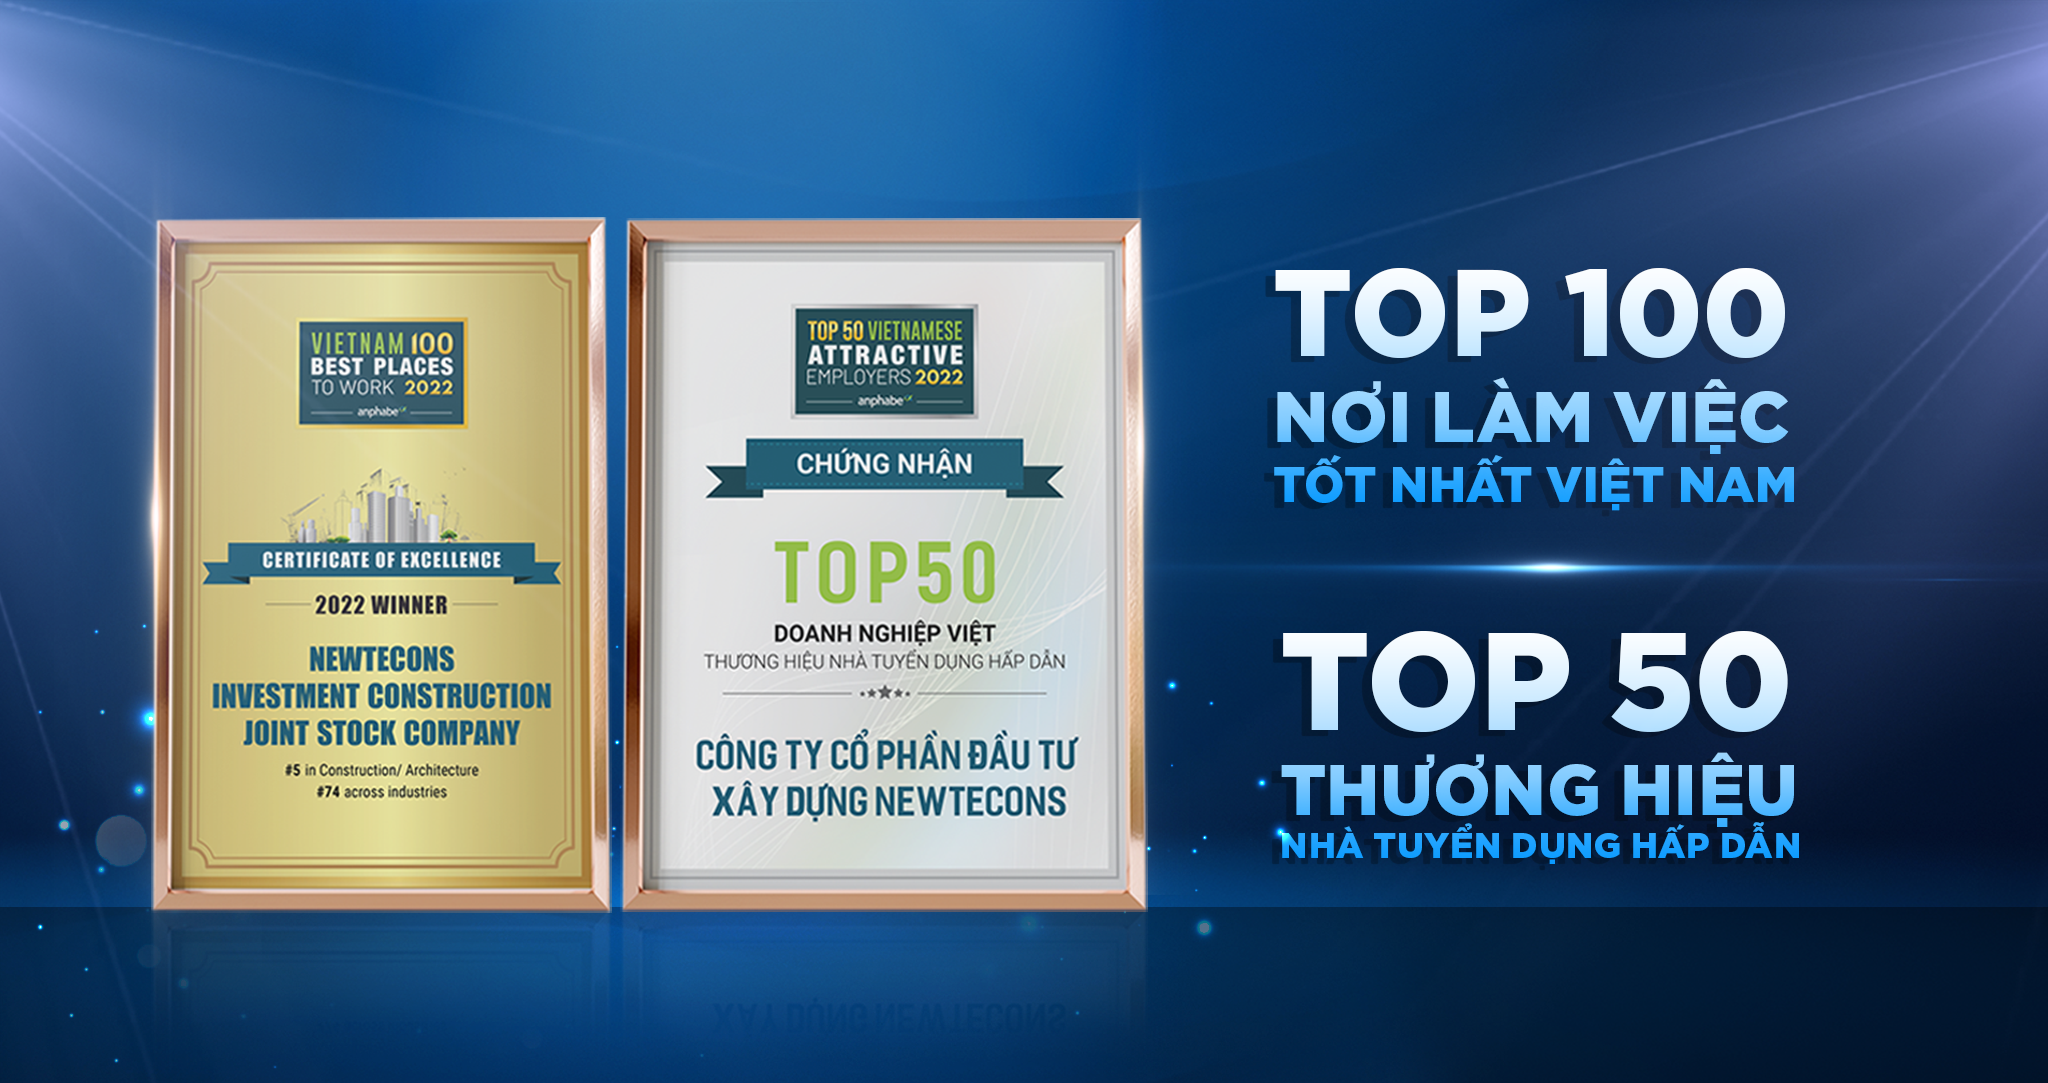 VIETNAM 100
BEST PLACES
TO WORK 2022
anphabe
CERTIFICATE OF EXCELLENCE
2022 WINNER
NEWTECONS
INVESTMENT CONSTRUCTION
JOINT STOCK COMPANY
#5 in Construction/ Architecture
#74 across industries
TOP 50 VIETNAMESE
ATTRACTIVE
EMPLOYERS 2022
anphabe
CHỨNG NHẬN
TOP50
DOANH NGHIỆP VIỆT
THƯƠNG HIỆU NHÀ TUYỂN DỤNG HẤP DẪN
CÔNG TY CỔ PHẦN ĐẦU TƯ
XÂY DỰNG NEWTECONS
TOP 100
NƠI LÀM VIỆC
TỐT NHẤT VIỆT NAM
TOP 50
THƯƠNG HIỆU
NHÀ TUYỂN DỤNG HẤP DẪN